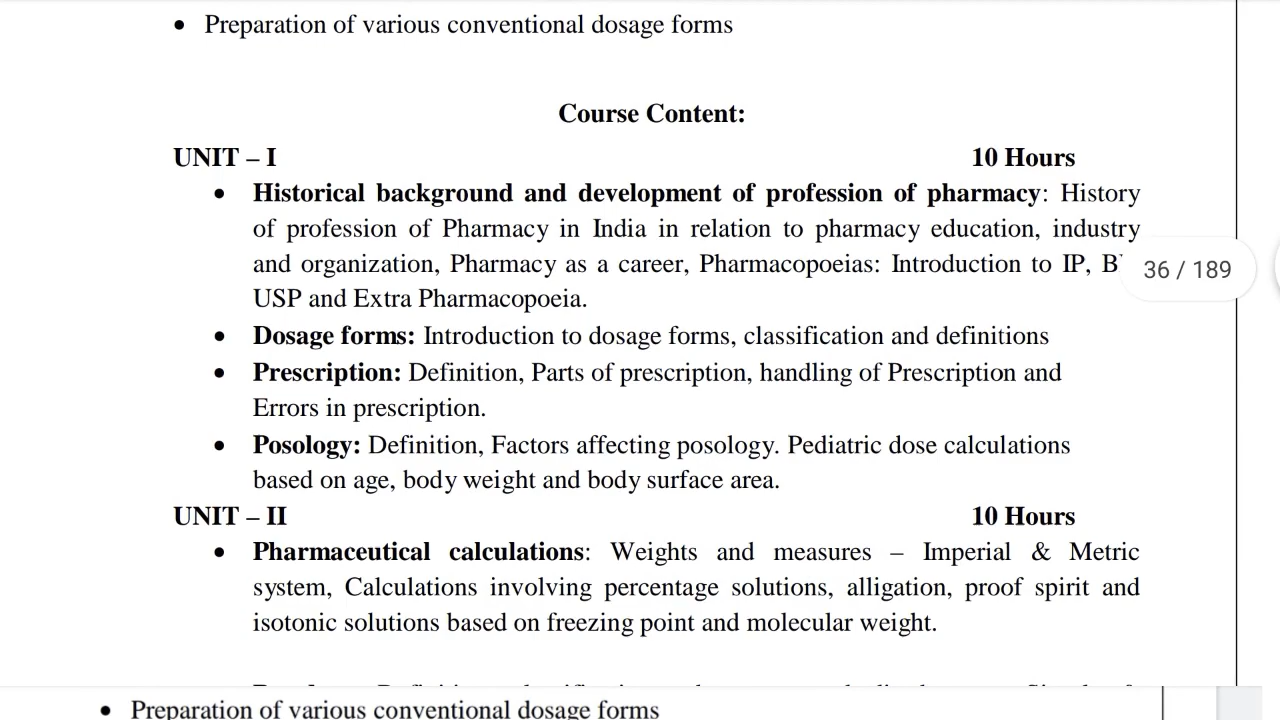 • Preparation of various conventional dosage forms
Course Content:
UNIT – I 10 Hours
• Historical background and development of profession of pharmacy: History
of profession of Pharmacy in India in relation to pharmacy education, industry
and organization, Pharmacy as a career, Pharmacopoeias: Introduction to IP,
36 / 189
USP and Extra Pharmacopoeia.
• Dosage forms: Introduction to dosage forms, classification and definitions
• Prescription: Definition, Parts of prescription, handling of Prescription and
Errors in prescription.
• Posology: Definition, Factors affecting posology. Pediatric dose calculations
based on age, body weight and body surface area.
UNIT – II 10 Hours
• Pharmaceutical calculations: Weights and measures – Imperial & Metric
system, Calculations involving percentage solutions, alligation, proof spirit and
isotonic solutions based on freezing point and molecular weight.
• Preparation of various conventional dosage forms